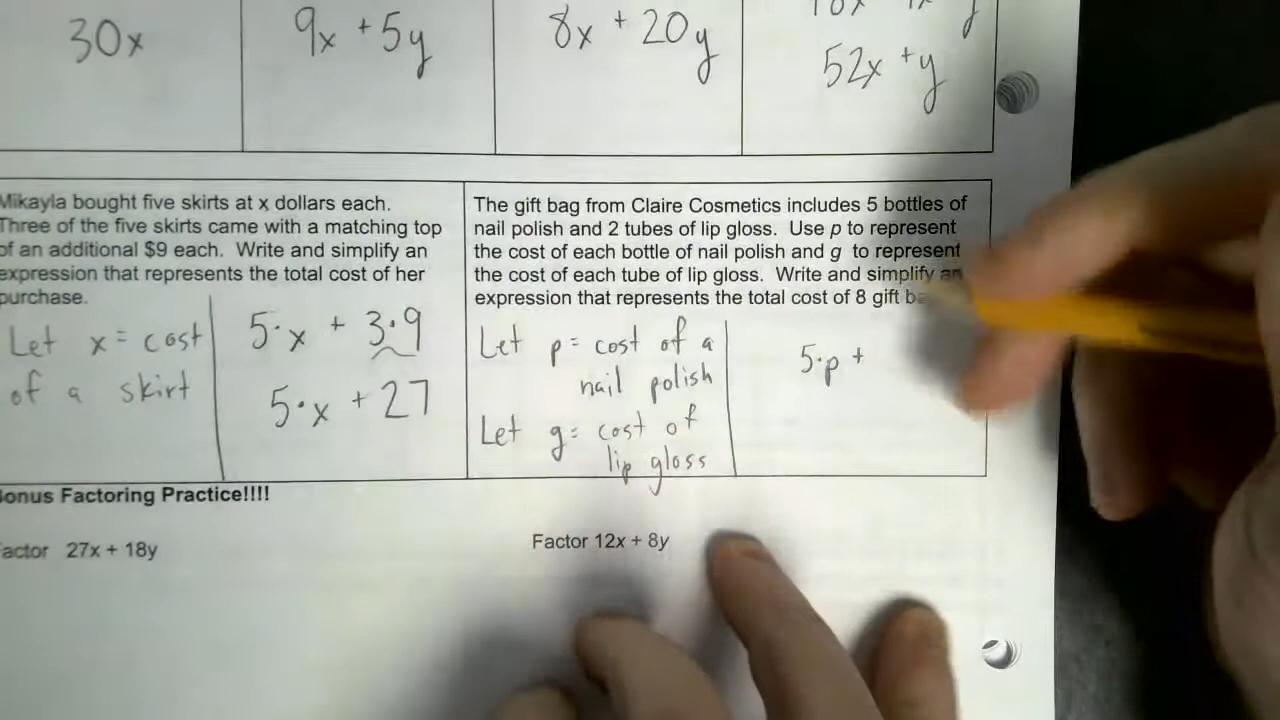 30x
9x + 5y
8x + 20y
52x + y
Mikayla bought five skirts at x dollars each.
Three of the five skirts came with a matching top
of an additional $9 each. Write and simplify an
expression that represents the total cost of her
purchase.
Let x = cost
of a skirt
5·x + 3·9
5·x + 27
The gift bag from Claire Cosmetics includes 5 bottles of
nail polish and 2 tubes of lip gloss. Use p to represent
the cost of each bottle of nail polish and g to represent
the cost of each tube of lip gloss. Write and simplify an
expression that represents the total cost of 8 gift
Let p = cost of a
nail polish
Let g = cost of
lip gloss
5·p +
Bonus Factoring Practice!!!!
Factor 27x + 18y
Factor 12x + 8y